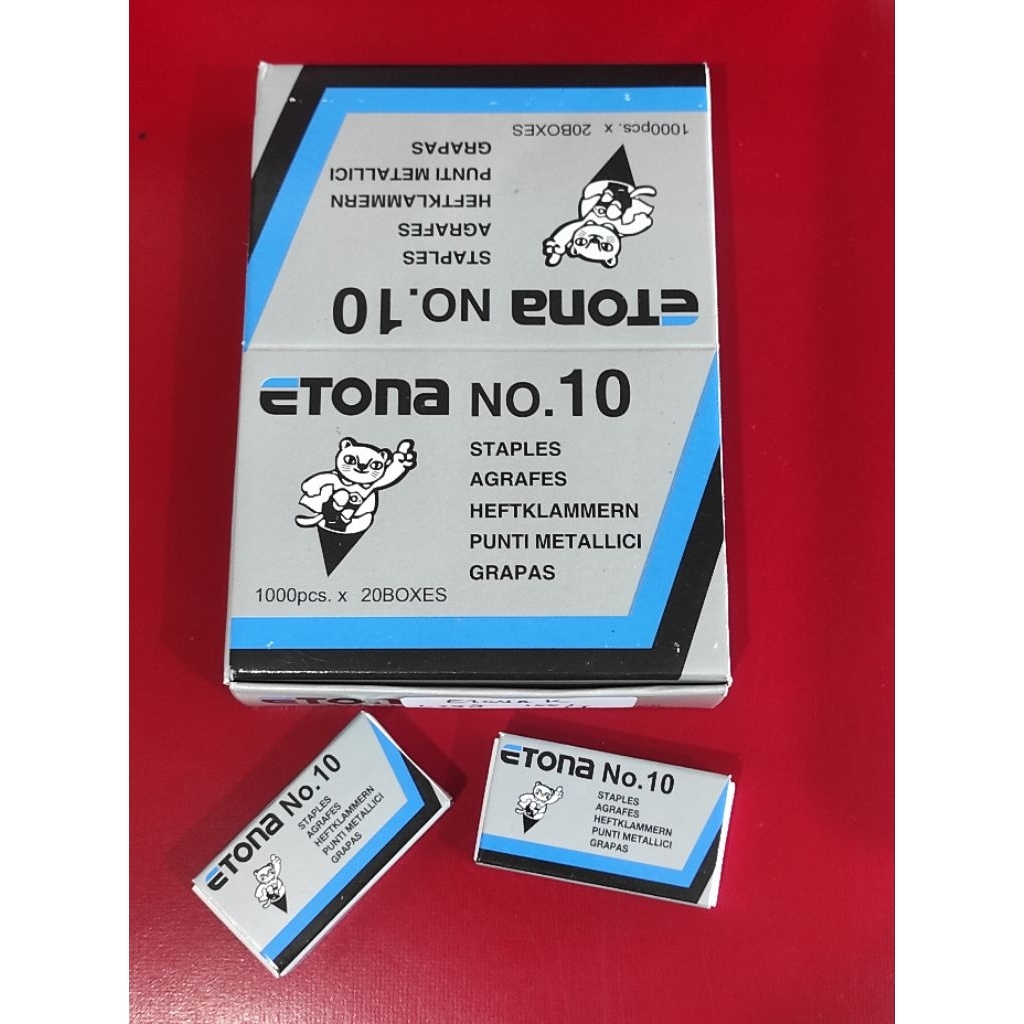 1000pcs. x 20BOXES
GRAPAS
PUNTI METALLICI
HEFTKLAMMERN
AGRAFES
STAPLES
ETONA NO.10
ETONA NO.10
STAPLES
AGRAFES
HEFTKLAMMERN
PUNTI METALLICI
GRAPAS
1000pcs. x 20BOXES
ETONA No.10
STAPLES
AGRAFES
HEFTKLAMMERN
PUNTI METALLICI
GRAPAS
ETONA No.10
STAPLES
AGRAFES
HEFTKLAMMERN
PUNTI METALLICI
GRAPAS